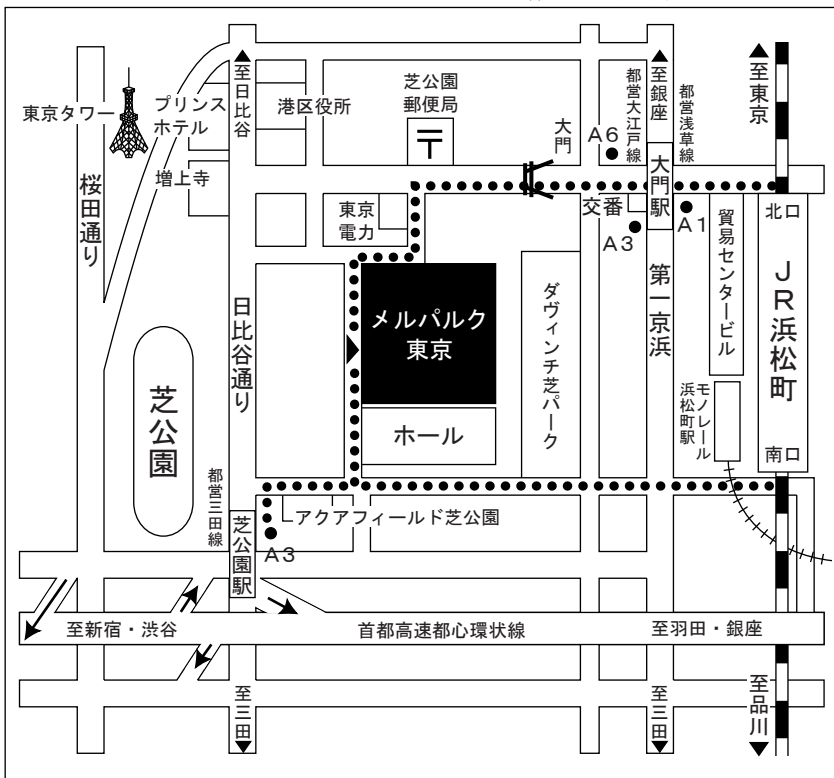 東京タワー
プリンス
ホテル
増上寺
至日比谷
港区役所
芝公園
郵便局
〒
大門
A6
都営大江戸線
至銀座
都営浅草線
至東京
桜田通り
東京
電力
交番
大門駅
A3
A1
北口
貿易センタービル
JR浜松町
日比谷通り
メルパルク
東京
ダヴィンチ芝パーク
第一京浜
芝公園
ホール
モノレール
浜松町駅
南口
都営三田線
芝公園駅
A3
アクアフィールド芝公園
至新宿・渋谷
首都高速都心環状線
至羽田・銀座
至三田
至三田
至品川